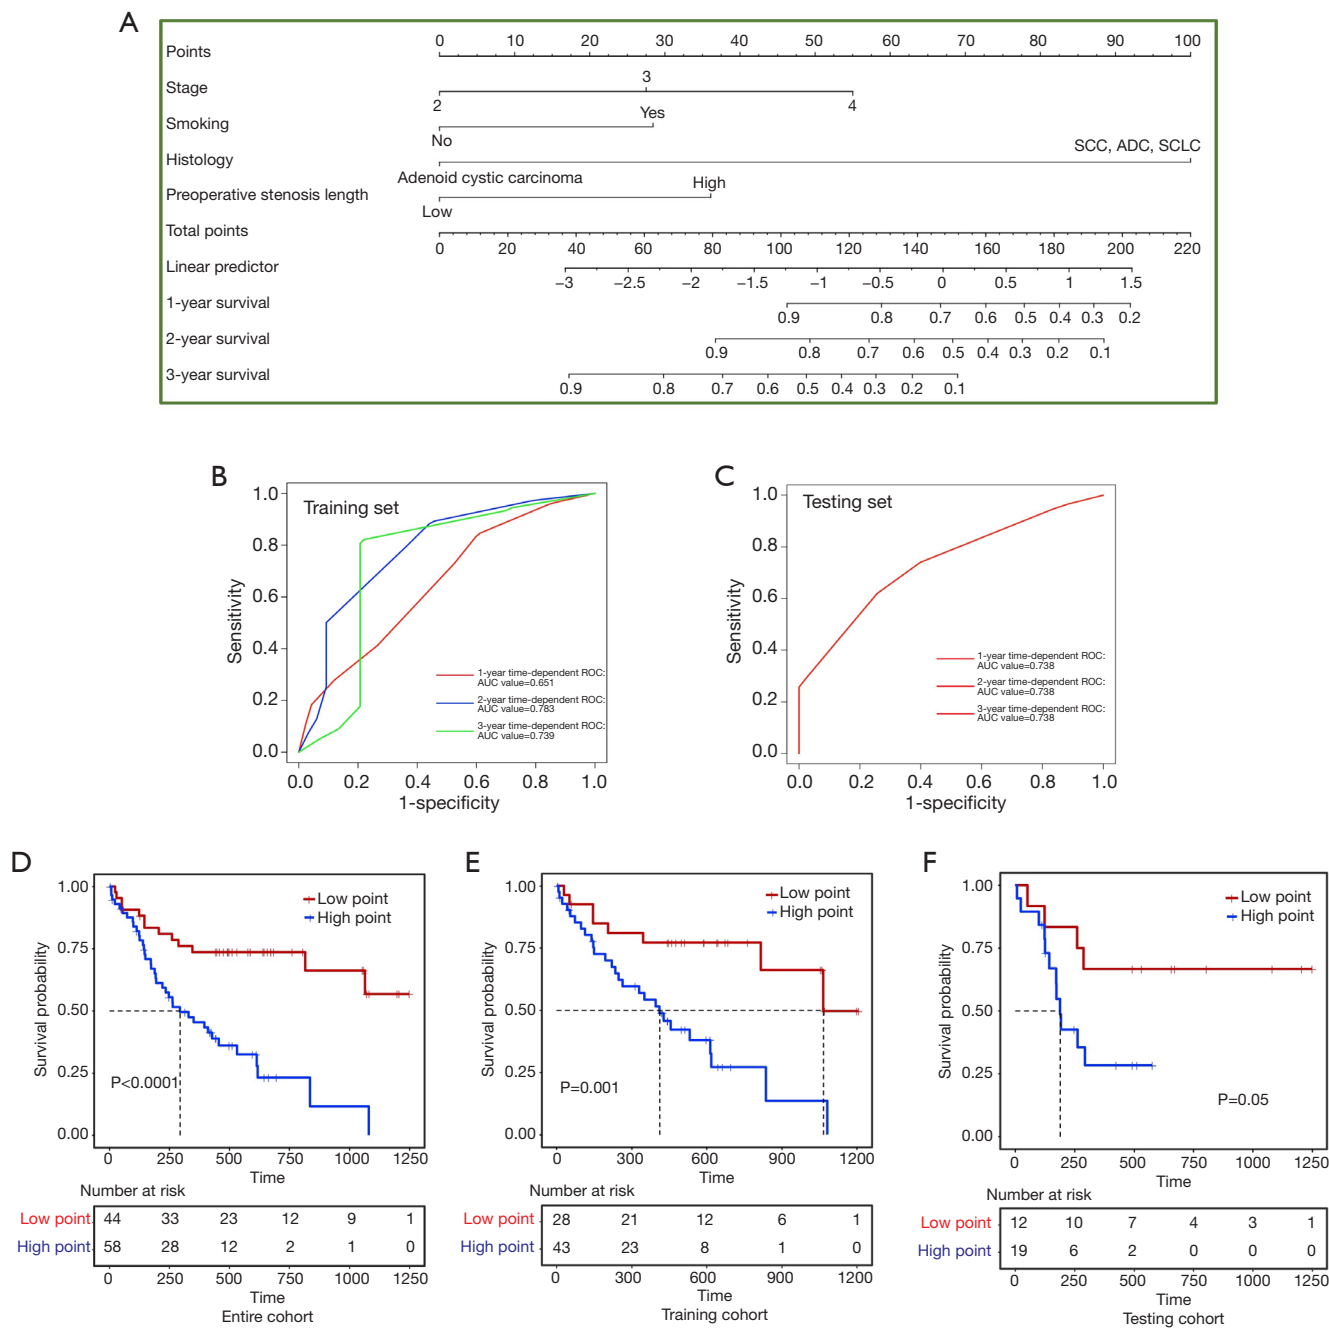 A
Points
0 10 20 30 40 50 60 70 80 90 100
Stage
3
2 4
Smoking
Yes
No
Histology
SCC, ADC, SCLC
Adenoid cystic carcinoma
Preoperative stenosis length
High
Low
Total points
0 20 40 60 80 100 120 140 160 180 200 220
Linear predictor
−3 −2.5 −2 −1.5 −1 −0.5 0 0.5 1 1.5
1-year survival
0.9 0.8 0.7 0.6 0.5 0.4 0.3 0.2
2-year survival
0.9 0.8 0.7 0.6 0.5 0.4 0.3 0.2 0.1
3-year survival
0.9 0.8 0.7 0.6 0.5 0.4 0.3 0.2 0.1
B
Training set
Sensitivity
1.0
0.8
0.6
0.4
0.2
0.0
1-year time-dependent ROC:
AUC value=0.651
2-year time-dependent ROC:
AUC value=0.783
3-year time-dependent ROC:
AUC value=0.739
0.0 0.2 0.4 0.6 0.8 1.0
1-specificity
C
Testing set
Sensitivity
1.0
0.8
0.6
0.4
0.2
0.0
1-year time-dependent ROC:
AUC value=0.738
2-year time-dependent ROC:
AUC value=0.738
3-year time-dependent ROC:
AUC value=0.738
0.0 0.2 0.4 0.6 0.8 1.0
1-specificity
D
Survival probability
1.00
0.75
0.50
0.25
0.00
Low point
High point
P<0.0001
0 250 500 750 1000 1250
Time
Number at risk
Low point 44 33 23 12 9 1
High point 58 28 12 2 1 0
0 250 500 750 1000 1250
Time
Entire cohort
E
Survival probability
1.00
0.75
0.50
0.25
0.00
Low point
High point
P=0.001
0 300 600 900 1200
Time
Number at risk
Low point 28 21 12 6 1
High point 43 23 8 1 0
0 300 600 900 1200
Time
Training cohort
F
Survival probability
1.00
0.75
0.50
0.25
0.00
Low point
High point
P=0.05
0 250 500 750 1000 1250
Time
Number at risk
Low point 12 10 7 4 3 1
High point 19 6 2 0 0 0
0 250 500 750 1000 1250
Time
Testing cohort